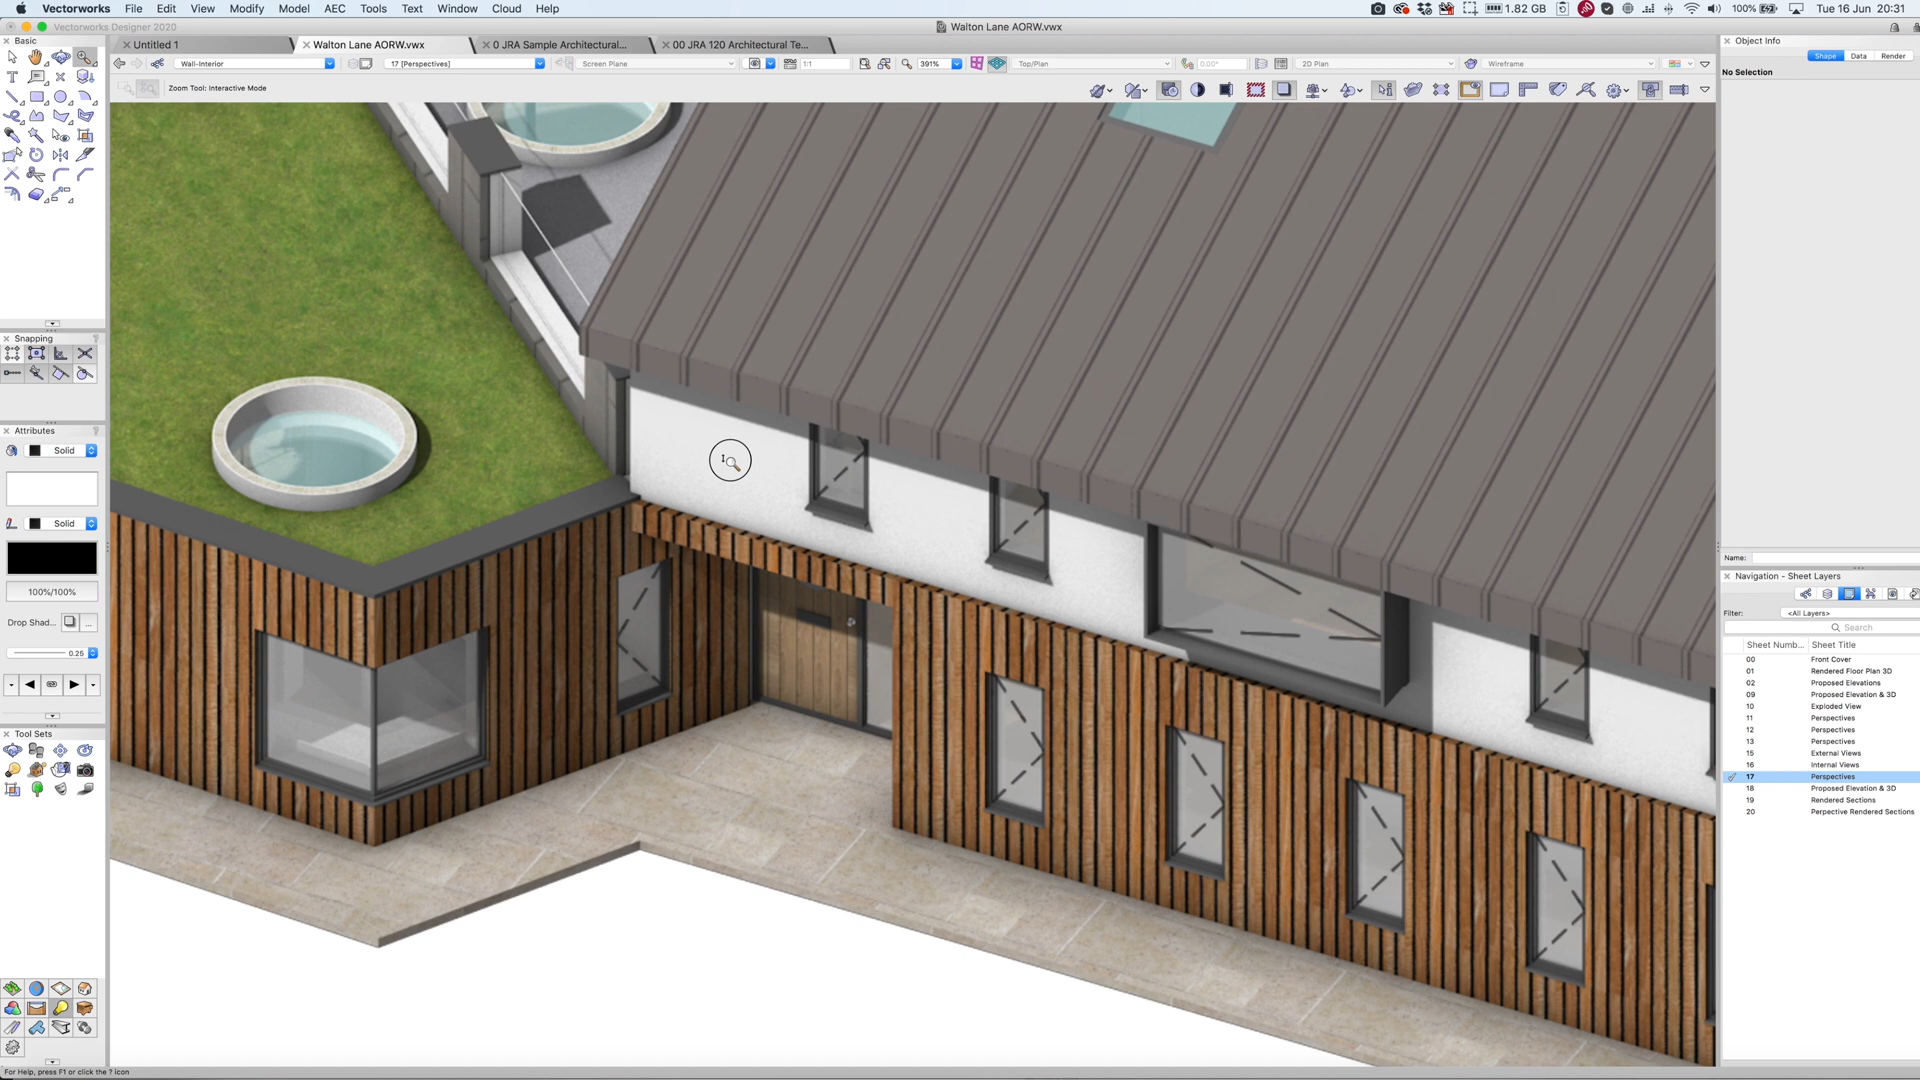 Vectorworks File Edit View Modify Model AEC Tools Text Window Cloud Help 1.82 GB 100% Tue 16 Jun 20:31
Vectorworks Designer 2020 Walton Lane AORW.vwx
Basic
Untitled 1 Walton Lane AORW.vwx 0 JRA Sample Architectural... 00 JRA 120 Architectural Te...
Object Info
Wall-Interior 17 [Perspectives] Screen Plane 1:1 391% Top/Plan 0.00° 2D Plan Wireframe
Shape Data Render
No Selection
Zoom Tool: Interactive Mode
Snapping
Attributes
Solid
Solid
100%/100%
Drop Shad... ...
0.25
Tool Sets
Name:
Navigation - Sheet Layers
Filter: <All Layers>
Search
Sheet Numb... Sheet Title
00 Front Cover
01 Rendered Floor Plan 3D
02 Proposed Elevations
09 Proposed Elevation & 3D
10 Exploded View
11 Perspectives
12 Perspectives
13 Perspectives
15 External Views
16 Internal Views
17 Perspectives
18 Proposed Elevation & 3D
19 Rendered Sections
20 Perpective Rendered Sections
For Help, press F1 or click the ? icon